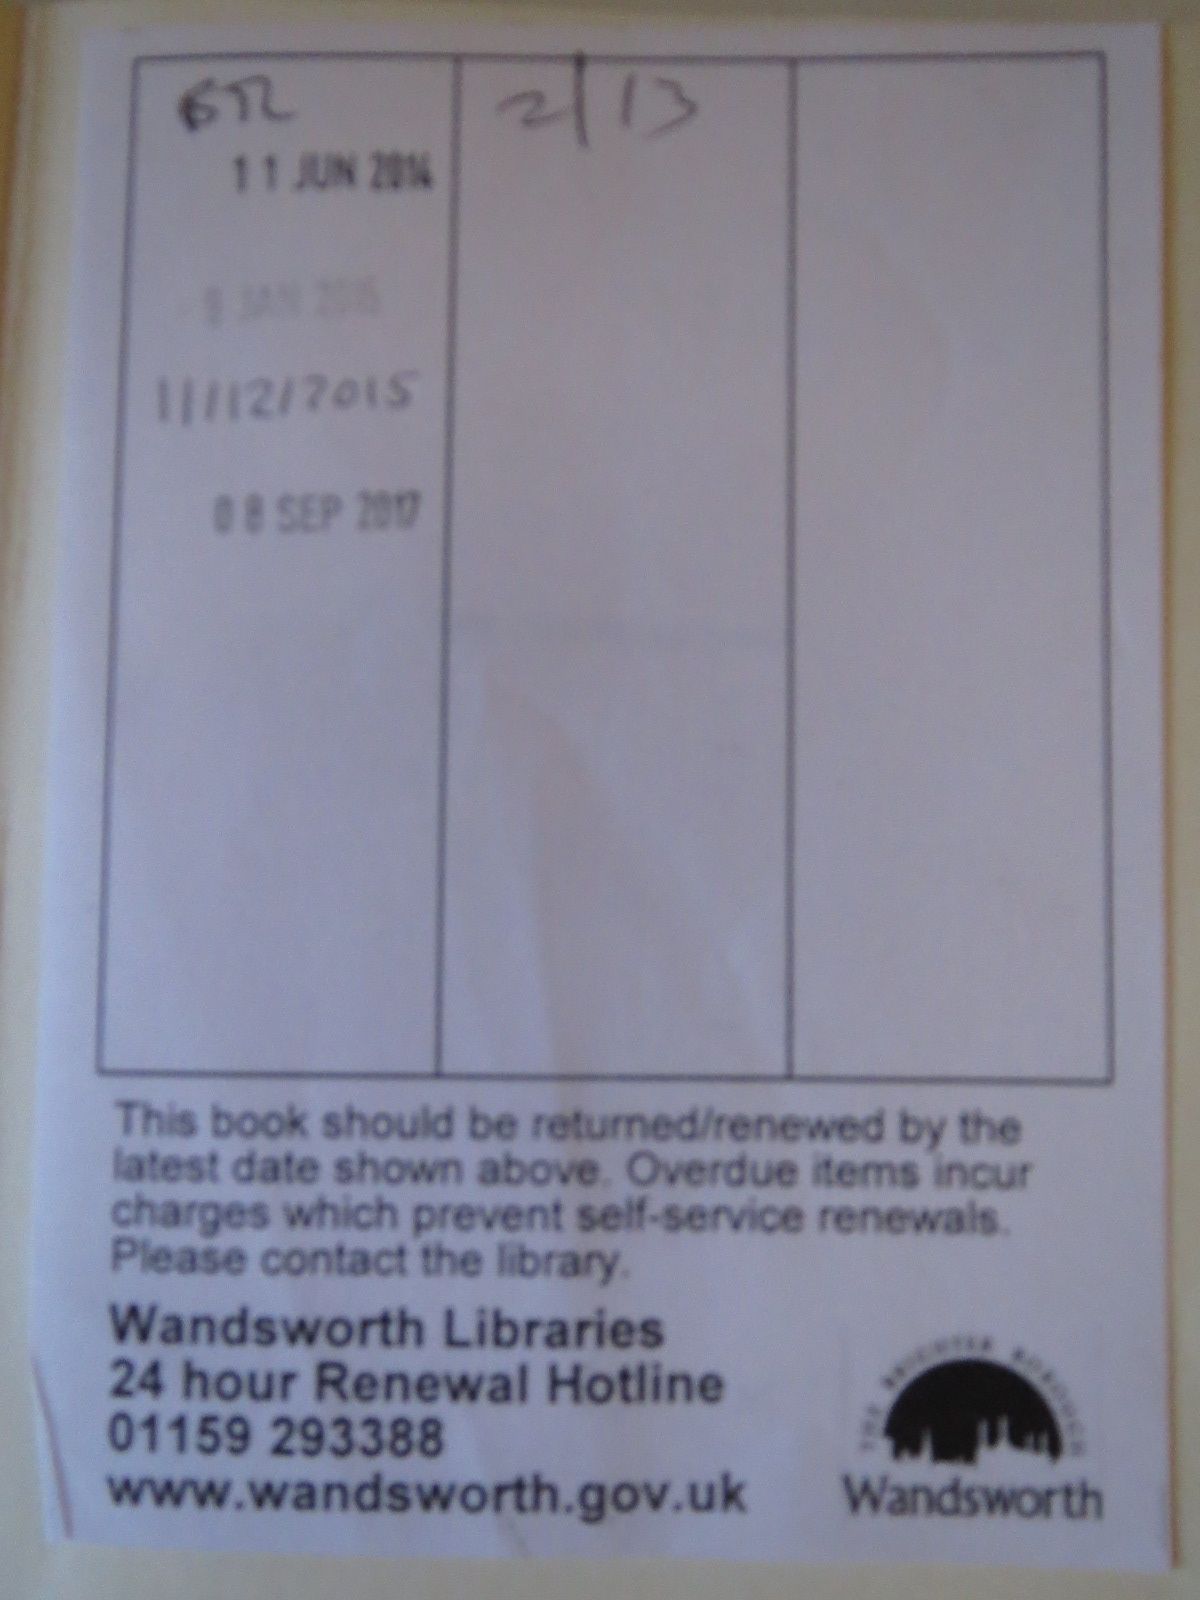 BTR
2/13
11 JUN 2014
- 8 JAN 2015
11/12/2015
08 SEP 2017
This book should be returned/renewed by the
latest date shown above. Overdue items incur
charges which prevent self-service renewals.
Please contact the library.
Wandsworth Libraries
24 hour Renewal Hotline
01159 293388
www.wandsworth.gov.uk
THE BRIGHTER BOROUGH
Wandsworth